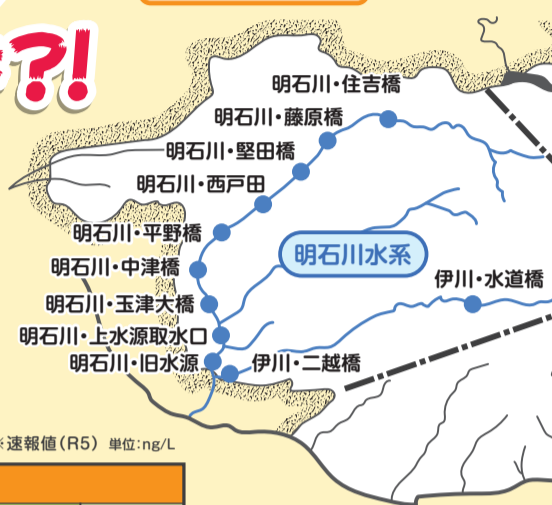 ?!
明石川・住吉橋
明石川・藤原橋
明石川・堅田橋
明石川・西戸田
明石川・平野橋
明石川水系
明石川・中津橋
伊川・水道橋
明石川・玉津大橋
明石川・上水源取水口
明石川・旧水源
伊川・二越橋
※速報値(R5) 単位:ng/L